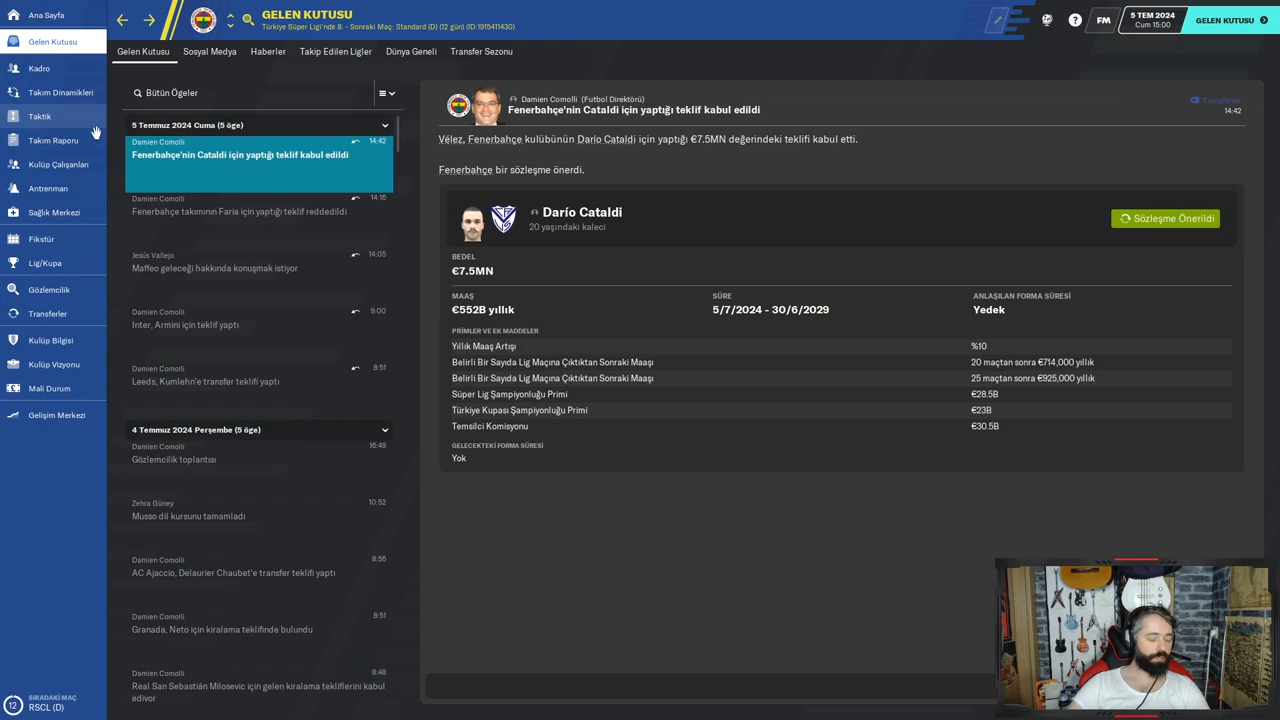 Ana Sayfa
Gelen Kutusu
Kadro
Takım Dinamikleri
Taktik
Takım Raporu
Kulüp Çalışanları
Antrenman
Sağlık Merkezi
Fikstür
Lig/Kupa
Gözlemcilik
Transferler
Kulüp Bilgisi
Kulüp Vizyonu
Mali Durum
Gelişim Merkezi
12
SIRADAKİ MAÇ
RSCL (D)
GELEN KUTUSU
Türkiye Süper Ligi'nde 8. - Sonraki Maç: Standard (D) (12 gün) (ID:1915411430)
?
FM
5 TEM 2024
Cum 15:00
GELEN KUTUSU
Gelen Kutusu
Sosyal Medya
Haberler
Takip Edilen Ligler
Dünya Geneli
Transfer Sezonu
Bütün Ögeler
5 Temmuz 2024 Cuma (5 öge)
Damien Comolli 14:42
Fenerbahçe'nin Cataldi için yaptığı teklif kabul edildi
Damien Comolli 14:16
Fenerbahçe takımının Faria için yaptığı teklif reddedildi
Jesús Vallejo 14:05
Maffeo geleceği hakkında konuşmak istiyor
Damien Comolli 9:00
Inter, Armini için teklif yaptı
Damien Comolli 8:51
Leeds, Kumlehn'e transfer teklifi yaptı
4 Temmuz 2024 Perşembe (5 öge)
Damien Comolli 16:49
Gözlemcilik toplantısı
Zehra Güney 10:52
Musso dil kursunu tamamladı
Damien Comolli 8:56
AC Ajaccio, Delaurier Chaubet'e transfer teklifi yaptı
Damien Comolli 8:51
Granada, Neto için kiralama teklifinde bulundu
Damien Comolli 8:48
Real San Sebastián Milosevic için gelen kiralama tekliflerini kabul
ediyor
Damien Comolli (Futbol Direktörü)
Fenerbahçe'nin Cataldi için yaptığı teklif kabul edildi
Transferler
14:42
Vélez, Fenerbahçe kulübünün Darío Cataldi için yaptığı €7.5MN değerindeki teklifi kabul etti.
Fenerbahçe bir sözleşme önerdi.
Darío Cataldi
20 yaşındaki kaleci
Sözleşme Önerildi
BEDEL
€7.5MN
MAAŞ
€552B yıllık
SÜRE
5/7/2024 - 30/6/2029
ANLAŞILAN FORMA SÜRESİ
Yedek
PRİMLER VE EK MADDELER
Yıllık Maaş Artışı %10
Belirli Bir Sayıda Lig Maçına Çıktıktan Sonraki Maaşı 20 maçtan sonra €714,000 yıllık
Belirli Bir Sayıda Lig Maçına Çıktıktan Sonraki Maaşı 25 maçtan sonra €925,000 yıllık
Süper Lig Şampiyonluğu Primi €28.5B
Türkiye Kupası Şampiyonluğu Primi €23B
Temsilci Komisyonu €30.5B
GELECEKTEKİ FORMA SÜRESİ
Yok